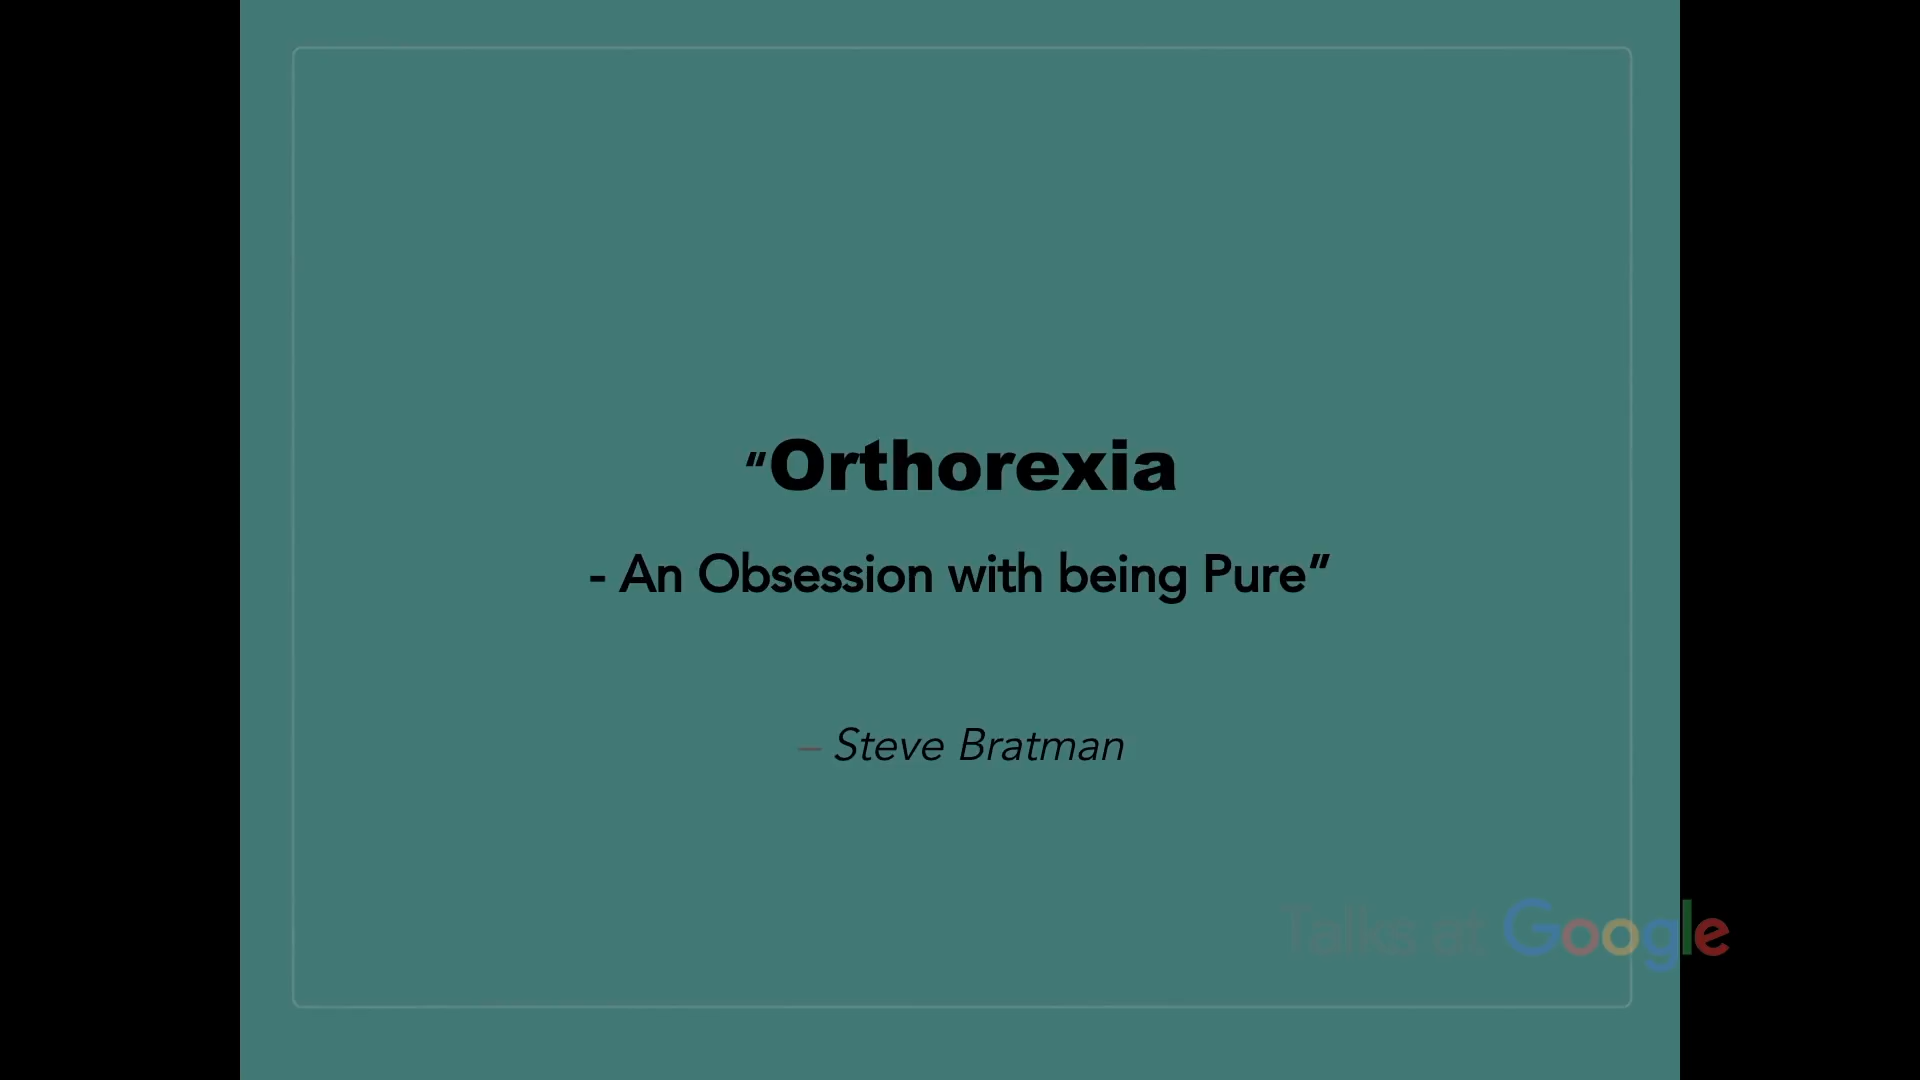 “Orthorexia
- An Obsession with being Pure”
– Steve Bratman
Talks at Google